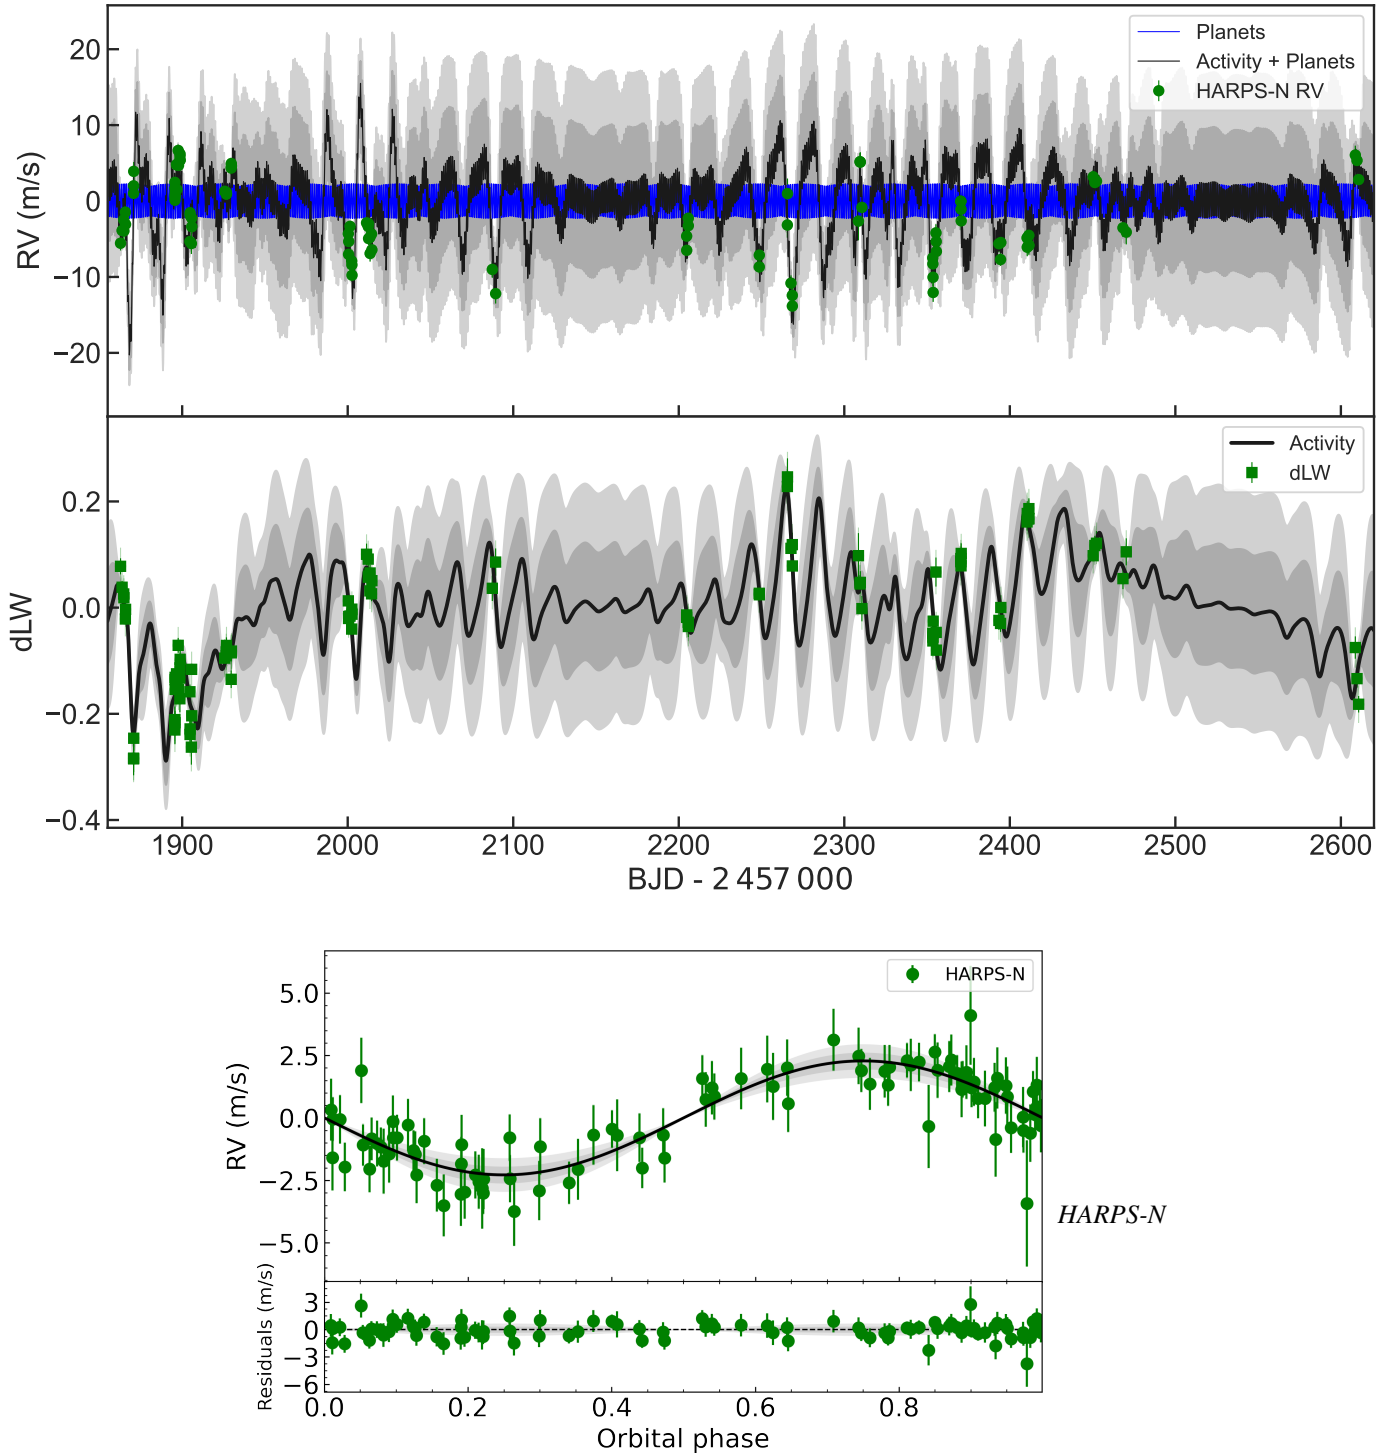 Planets
Activity + Planets
HARPS-N RV
20
10
0
−10
−20
RV (m/s)
Activity
dLW
0.2
0.0
−0.2
−0.4
dLW
1900 2000 2100 2200 2300 2400 2500 2600
BJD - 2 457 000
HARPS-N
5.0
2.5
0.0
−2.5
−5.0
RV (m/s)
HARPS-N
3
0
−3
−6
Residuals (m/s)
0.0 0.2 0.4 0.6 0.8
Orbital phase